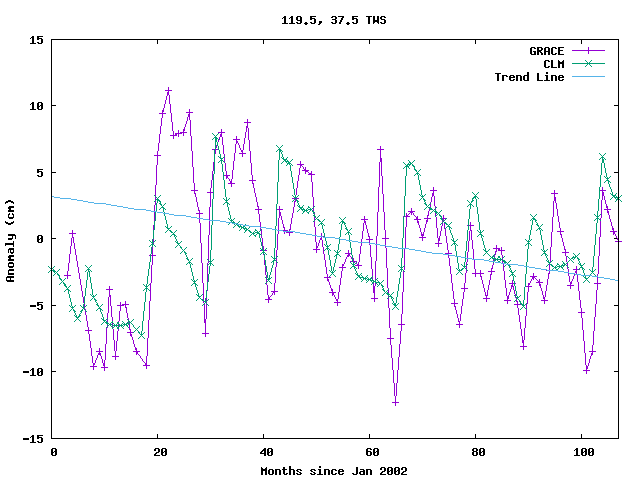 119.5, 37.5 TWS
GRACE
CLM
Trend Line
15
10
5
0
-5
-10
-15
Anomaly (cm)
0 20 40 60 80 100
Months since Jan 2002